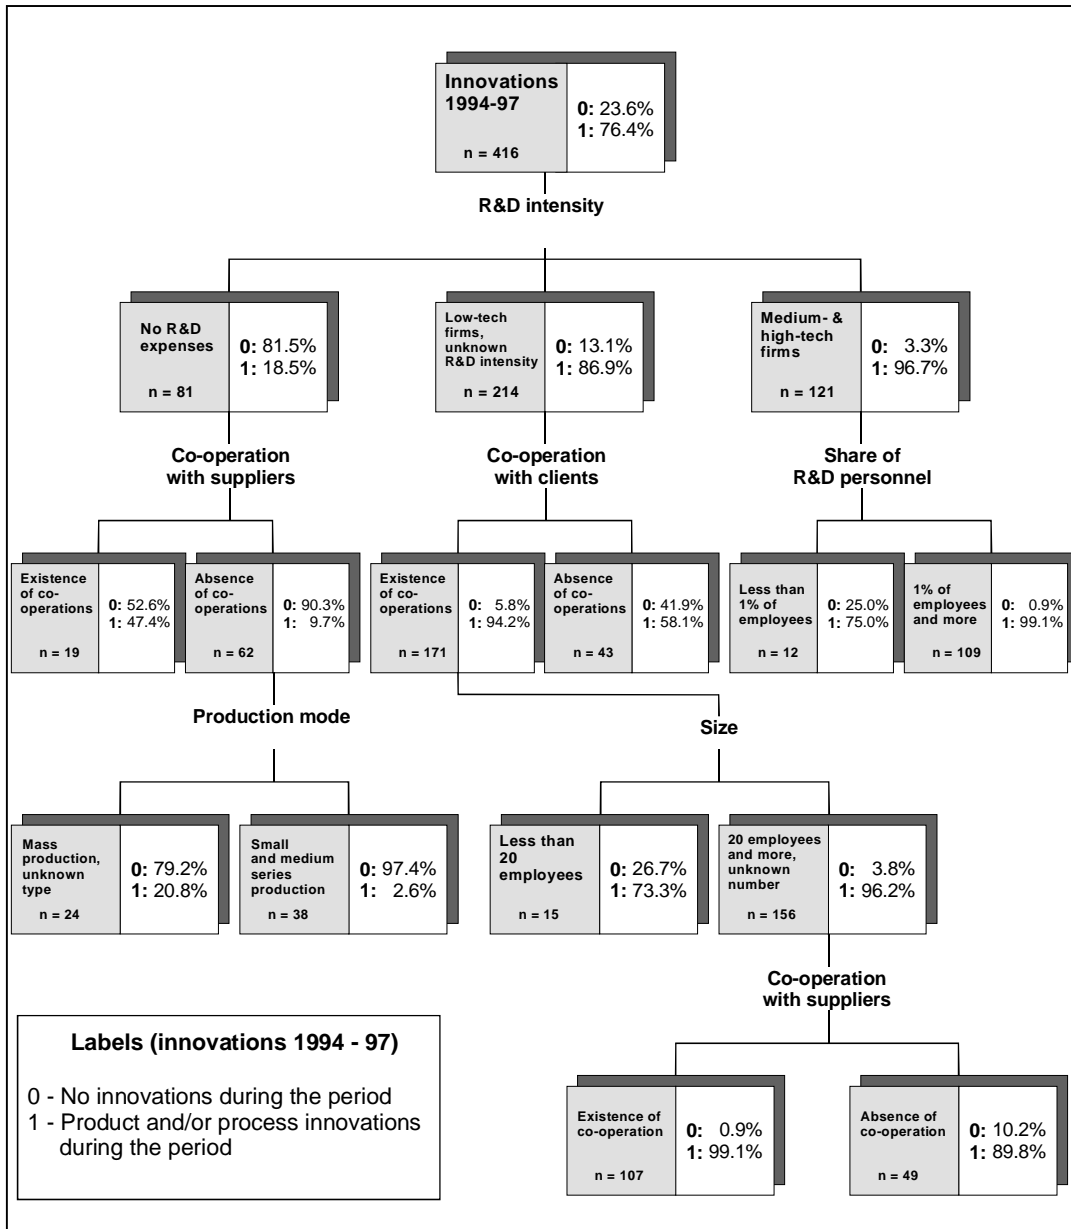 Innovations
1994-97
n = 416
0: 23.6%
1: 76.4%
R&D intensity
No R&D
expenses
n = 81
0: 81.5%
1: 18.5%
Low-tech
firms,
unknown
R&D intensity
n = 214
0: 13.1%
1: 86.9%
Medium- &
high-tech
firms
n = 121
0: 3.3%
1: 96.7%
Co-operation
with suppliers
Co-operation
with clients
Share of
R&D personnel
Existence
of co-
operations
n = 19
0: 52.6%
1: 47.4%
Absence
of co-
operations
n = 62
0: 90.3%
1: 9.7%
Existence
of co-
operations
n = 171
0: 5.8%
1: 94.2%
Absence
of co-
operations
n = 43
0: 41.9%
1: 58.1%
Less than
1% of
employees
n = 12
0: 25.0%
1: 75.0%
1% of
employees
and more
n = 109
0: 0.9%
1: 99.1%
Production mode
Size
Mass
production,
unknown
type
n = 24
0: 79.2%
1: 20.8%
Small
and medium
series
production
n = 38
0: 97.4%
1: 2.6%
Less than
20
employees
n = 15
0: 26.7%
1: 73.3%
20 employees
and more,
unknown
number
n = 156
0: 3.8%
1: 96.2%
Co-operation
with suppliers
Labels (innovations 1994 - 97)
0 - No innovations during the period
1 - Product and/or process innovations
during the period
Existence of
co-operation
n = 107
0: 0.9%
1: 99.1%
Absence of
co-operation
n = 49
0: 10.2%
1: 89.8%